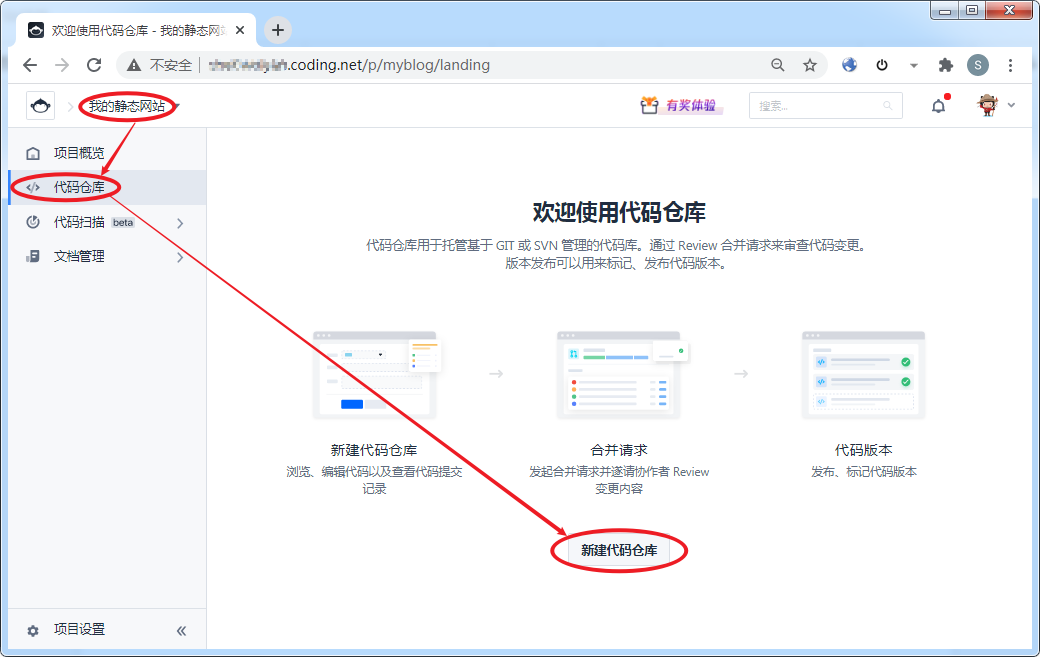 欢迎使用代码仓库 - 我的静态网
不安全
.coding.net/p/myblog/landing
S
我的静态网站
有奖体验
搜索...
项目概览
代码仓库
代码扫描 beta
文档管理
欢迎使用代码仓库
代码仓库用于托管基于 GIT 或 SVN 管理的代码库。通过 Review 合并请求来审查代码变更。
版本发布可以用来标记、发布代码版本。
新建代码仓库
浏览、编辑代码以及查看代码提交
记录
合并请求
发起合并请求并邀请协作者 Review
变更内容
代码版本
发布、标记代码版本
新建代码仓库
项目设置